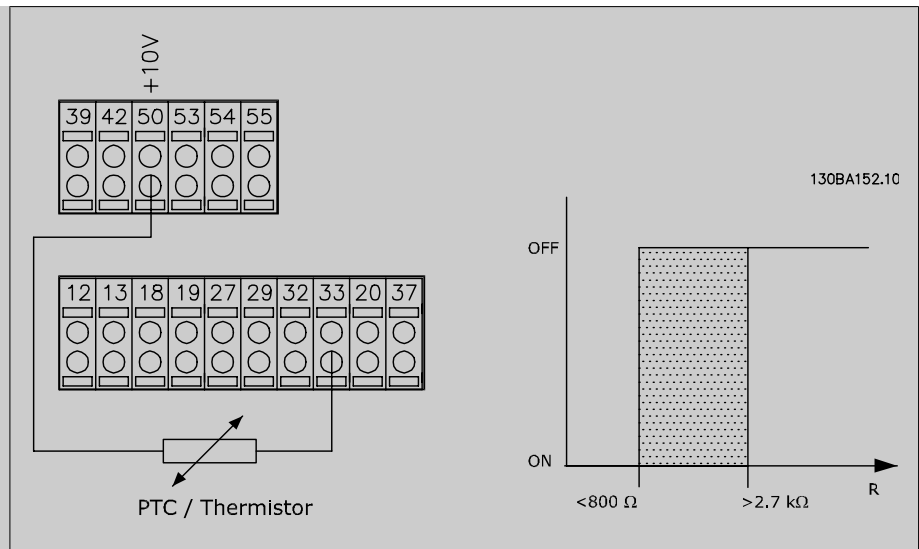 +10V
39 42 50 53 54 55
130BA152.10
OFF
12 13 18 19 27 29 32 33 20 37
ON
R
<800 Ω >2.7 kΩ
PTC / Thermistor